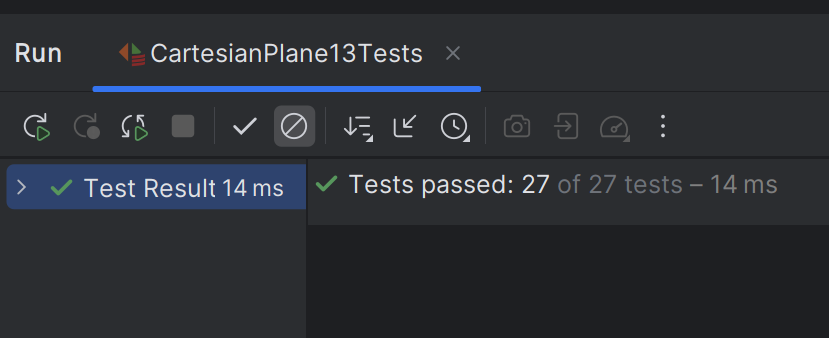 Run CartesianPlane13Tests
Test Result 14 ms
Tests passed: 27 of 27 tests – 14 ms